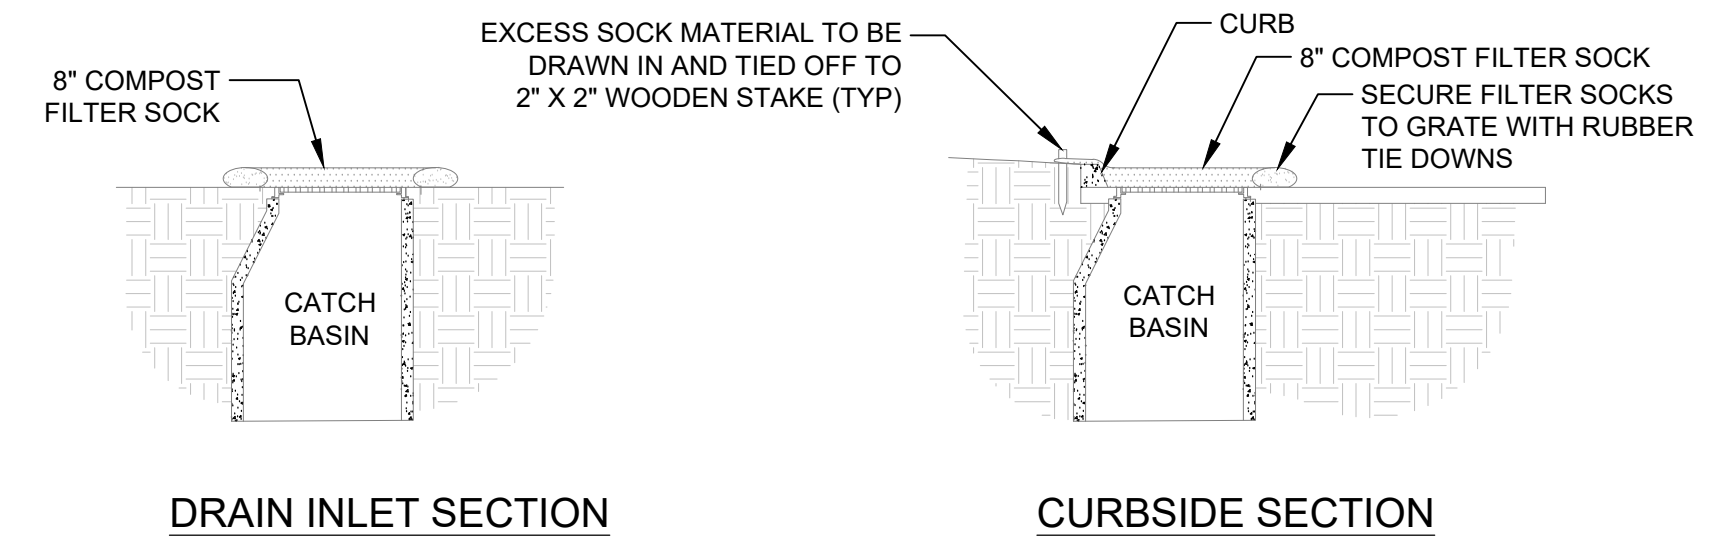 8" COMPOST
FILTER SOCK
CATCH
BASIN
DRAIN INLET SECTION
EXCESS SOCK MATERIAL TO BE
DRAWN IN AND TIED OFF TO
2" X 2" WOODEN STAKE (TYP)
CURB
8" COMPOST FILTER SOCK
SECURE FILTER SOCKS
TO GRATE WITH RUBBER
TIE DOWNS
CATCH
BASIN
CURBSIDE SECTION